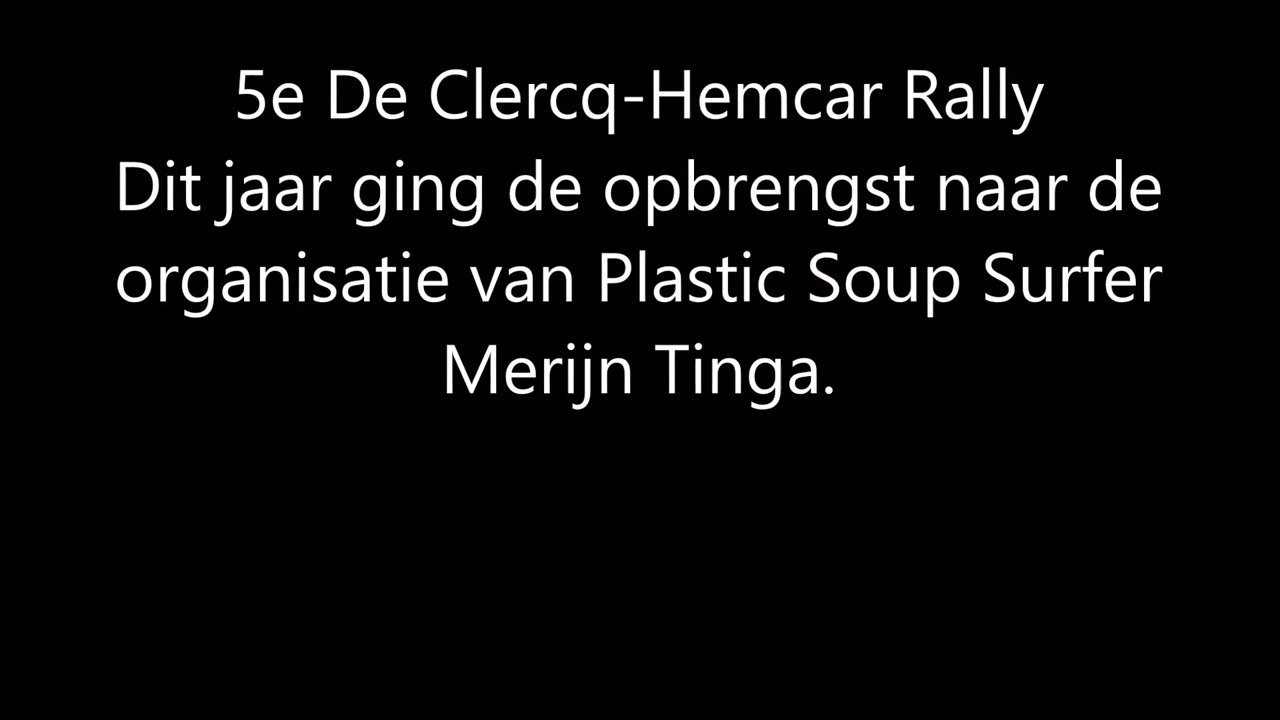 5e De Clercq-Hemcar Rally
Dit jaar ging de opbrengst naar de
organisatie van Plastic Soup Surfer
Merijn Tinga.